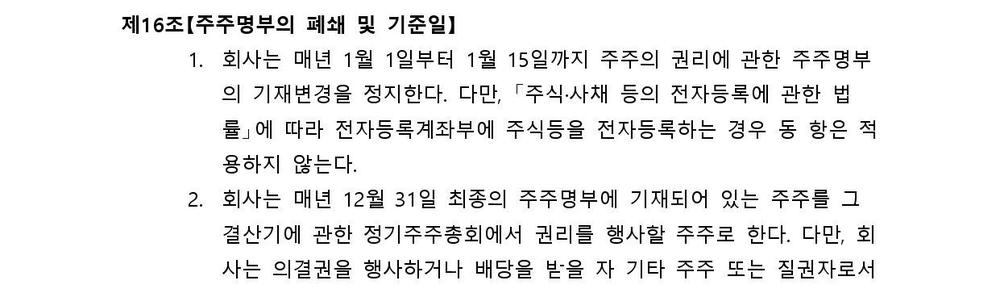 제16조【주주명부의 폐쇄 및 기준일】
1. 회사는 매년 1월 1일부터 1월 15일까지 주주의 권리에 관한 주주명부
의 기재변경을 정지한다. 다만, 「주식·사채 등의 전자등록에 관한 법
률」에 따라 전자등록계좌부에 주식등을 전자등록하는 경우 동 항은 적
용하지 않는다.
2. 회사는 매년 12월 31일 최종의 주주명부에 기재되어 있는 주주를 그
결산기에 관한 정기주주총회에서 권리를 행사할 주주로 한다. 다만, 회
사는 의결권을 행사하거나 배당을 받을 자 기타 주주 또는 질권자로서